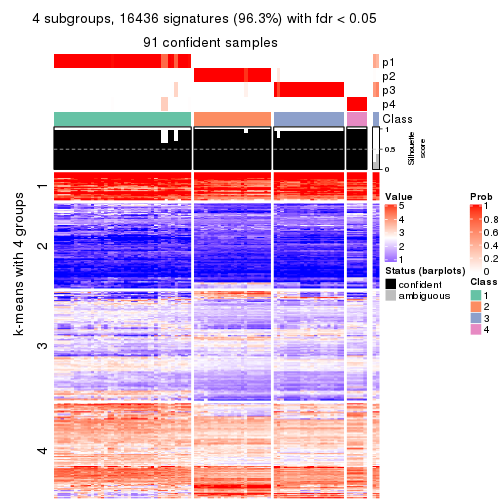 4 subgroups, 16436 signatures (96.3%) with fdr < 0.05
91 confident samples
p1
p2
p3
p4
Class
1
0.5
0
Silhouette
score
k-means with 4 groups
1
2
3
4
Value
5
4
3
2
1
Status (barplots)
confident
ambiguous
Prob
1
0.8
0.6
0.4
0.2
0
Class
1
2
3
4